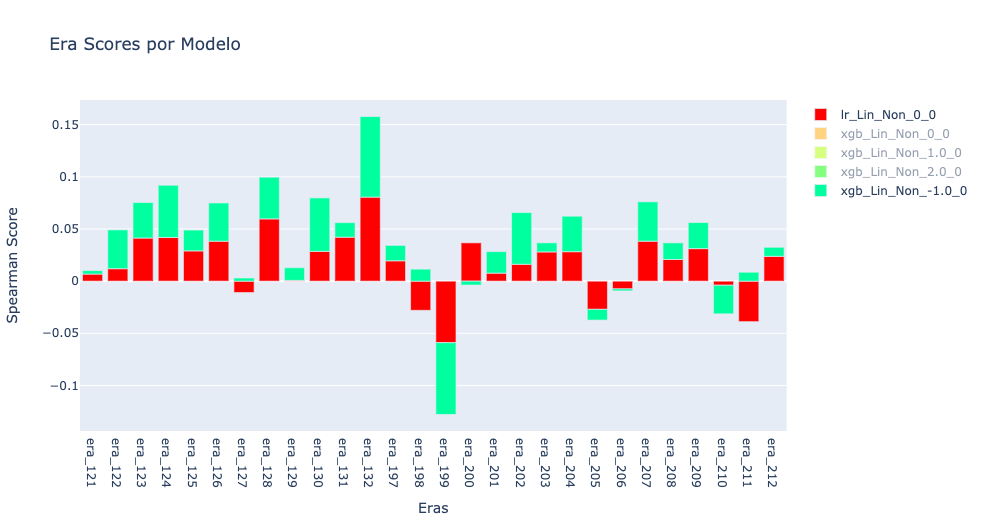 Era Scores por Modelo
Spearman Score
0.15
0.1
0.05
0
−0.05
−0.1
era_121
era_122
era_123
era_124
era_125
era_126
era_127
era_128
era_129
era_130
era_131
era_132
era_197
era_198
era_199
era_200
era_201
era_202
era_203
era_204
era_205
era_206
era_207
era_208
era_209
era_210
era_211
era_212
Eras
lr_Lin_Non_0_0
xgb_Lin_Non_0_0
xgb_Lin_Non_1.0_0
xgb_Lin_Non_2.0_0
xgb_Lin_Non_-1.0_0